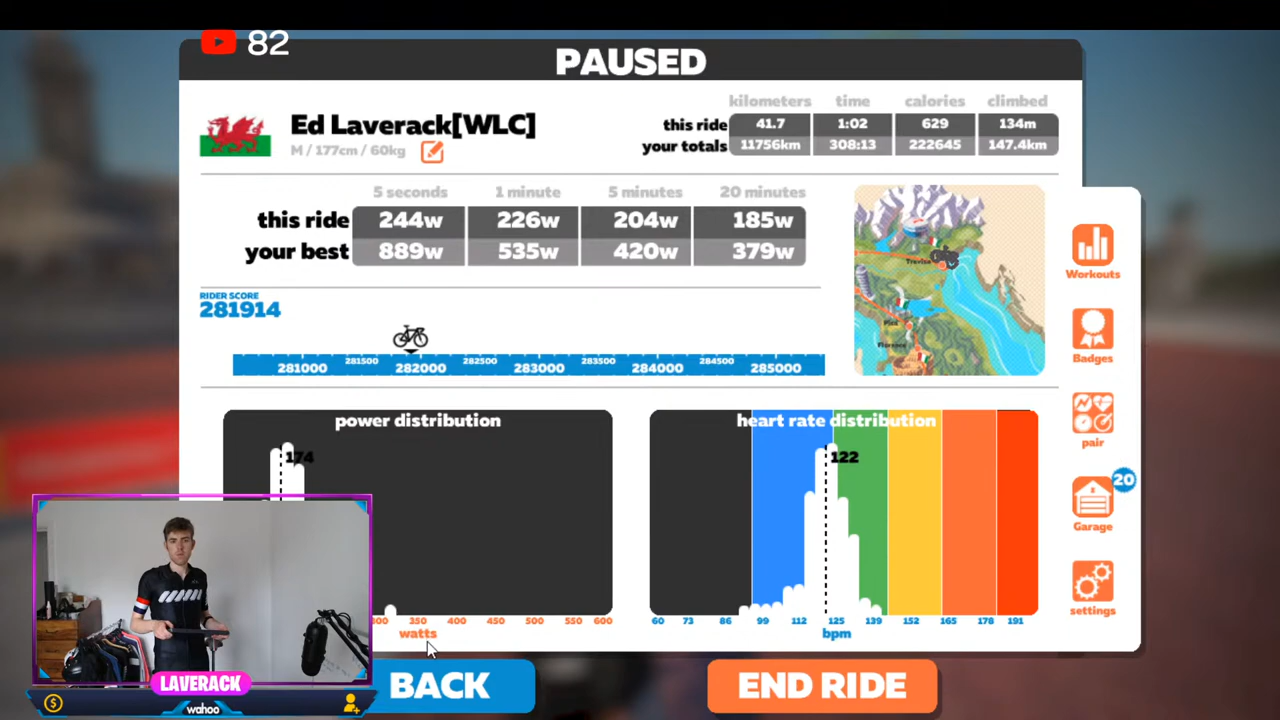 82
PAUSED
Ed Laverack[WLC]
M / 177cm / 60kg
kilometers time calories climbed
this ride 41.7 1:02 629 134m
your totals 11756km 308:13 222645 147.4km
5 seconds 1 minute 5 minutes 20 minutes
this ride 244w 226w 204w 185w
your best 889w 535w 420w 379w
RIDER SCORE
281914
281500 282500 283500 284500
281000 282000 283000 284000 285000
Treviso
Pisa
Florence
Workouts
Badges
pair
20
Garage
settings
power distribution
174
350 400 450 500 550 600
watts
heart rate distribution
122
60 73 86 99 112 125 139 152 165 178 191
bpm
LAVERACK
wahoo
BACK
END RIDE